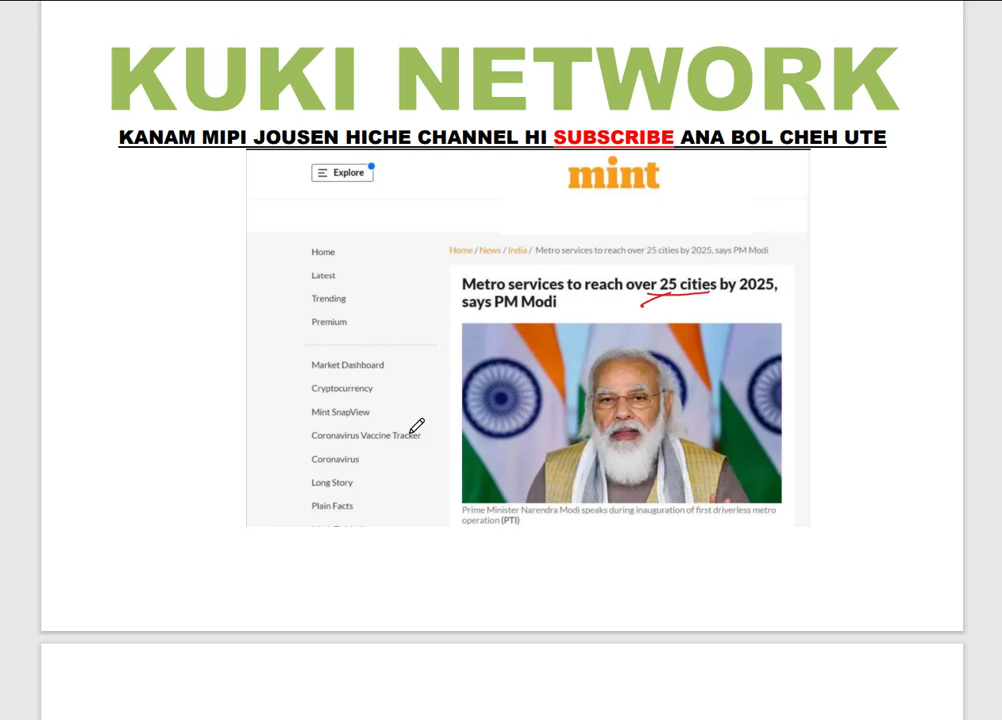 KUKI NETWORK
KANAM MIPI JOUSEN HICHE CHANNEL HI SUBSCRIBE ANA BOL CHEH UTE
Explore
mint
Home / News / India / Metro services to reach over 25 cities by 2025, says PM Modi
Metro services to reach over 25 cities by 2025,
says PM Modi
Home
Latest
Trending
Premium
Market Dashboard
Cryptocurrency
Mint SnapView
Coronavirus Vaccine Tracker
Coronavirus
Long Story
Plain Facts
Prime Minister Narendra Modi speaks during inauguration of first driverless metro
operation (PTI)